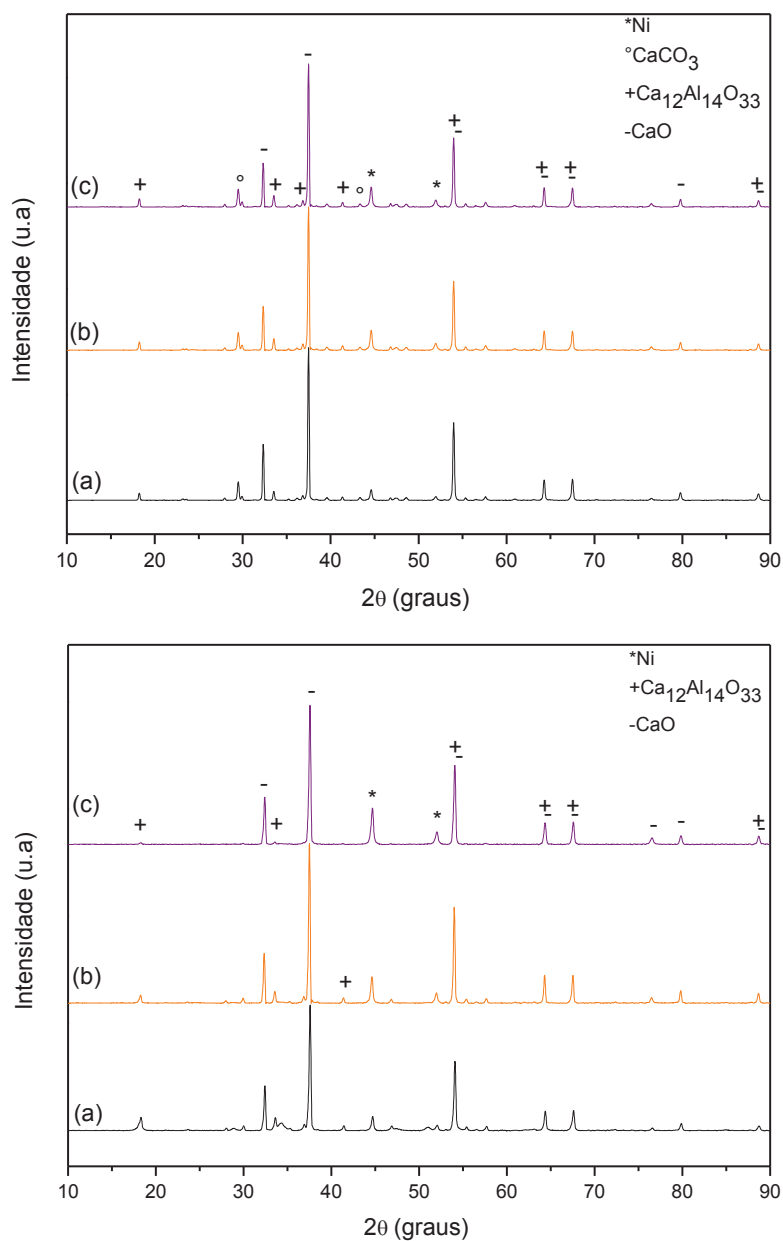 *Ni
°CaCO3
+Ca12Al14O33
-CaO
-
+ ° - + + + ° * * + - + - + - - + -
(c)
(b)
(a)
Intensidade (u.a)
10 20 30 40 50 60 70 80 90
2θ (graus)
*Ni
+Ca12Al14O33
-CaO
-
+ - + * * + - + - + - - - + -
(c)
(b)
+
(a)
Intensidade (u.a)
10 20 30 40 50 60 70 80 90
2θ (graus)